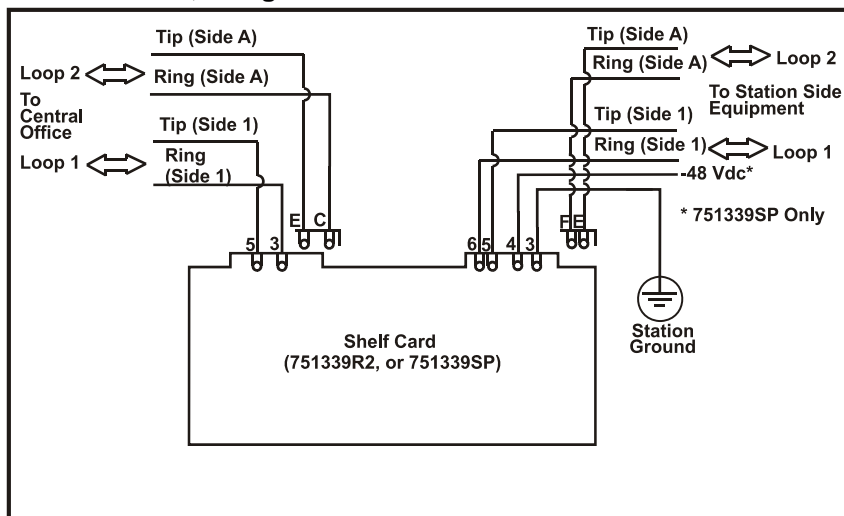 Tip (Side A)
Loop 2
Ring (Side A)
To
Central
Office
Tip (Side 1)
Loop 1
Ring
(Side 1)
E C
5 3
Tip (Side A)
Loop 2
Ring (Side A)
To Station Side
Equipment
Tip (Side 1)
Ring (Side 1)
Loop 1
-48 Vdc*
* 751339SP Only
F E
6 5 4 3
Station
Ground
Shelf Card
(751339R2, or 751339SP)